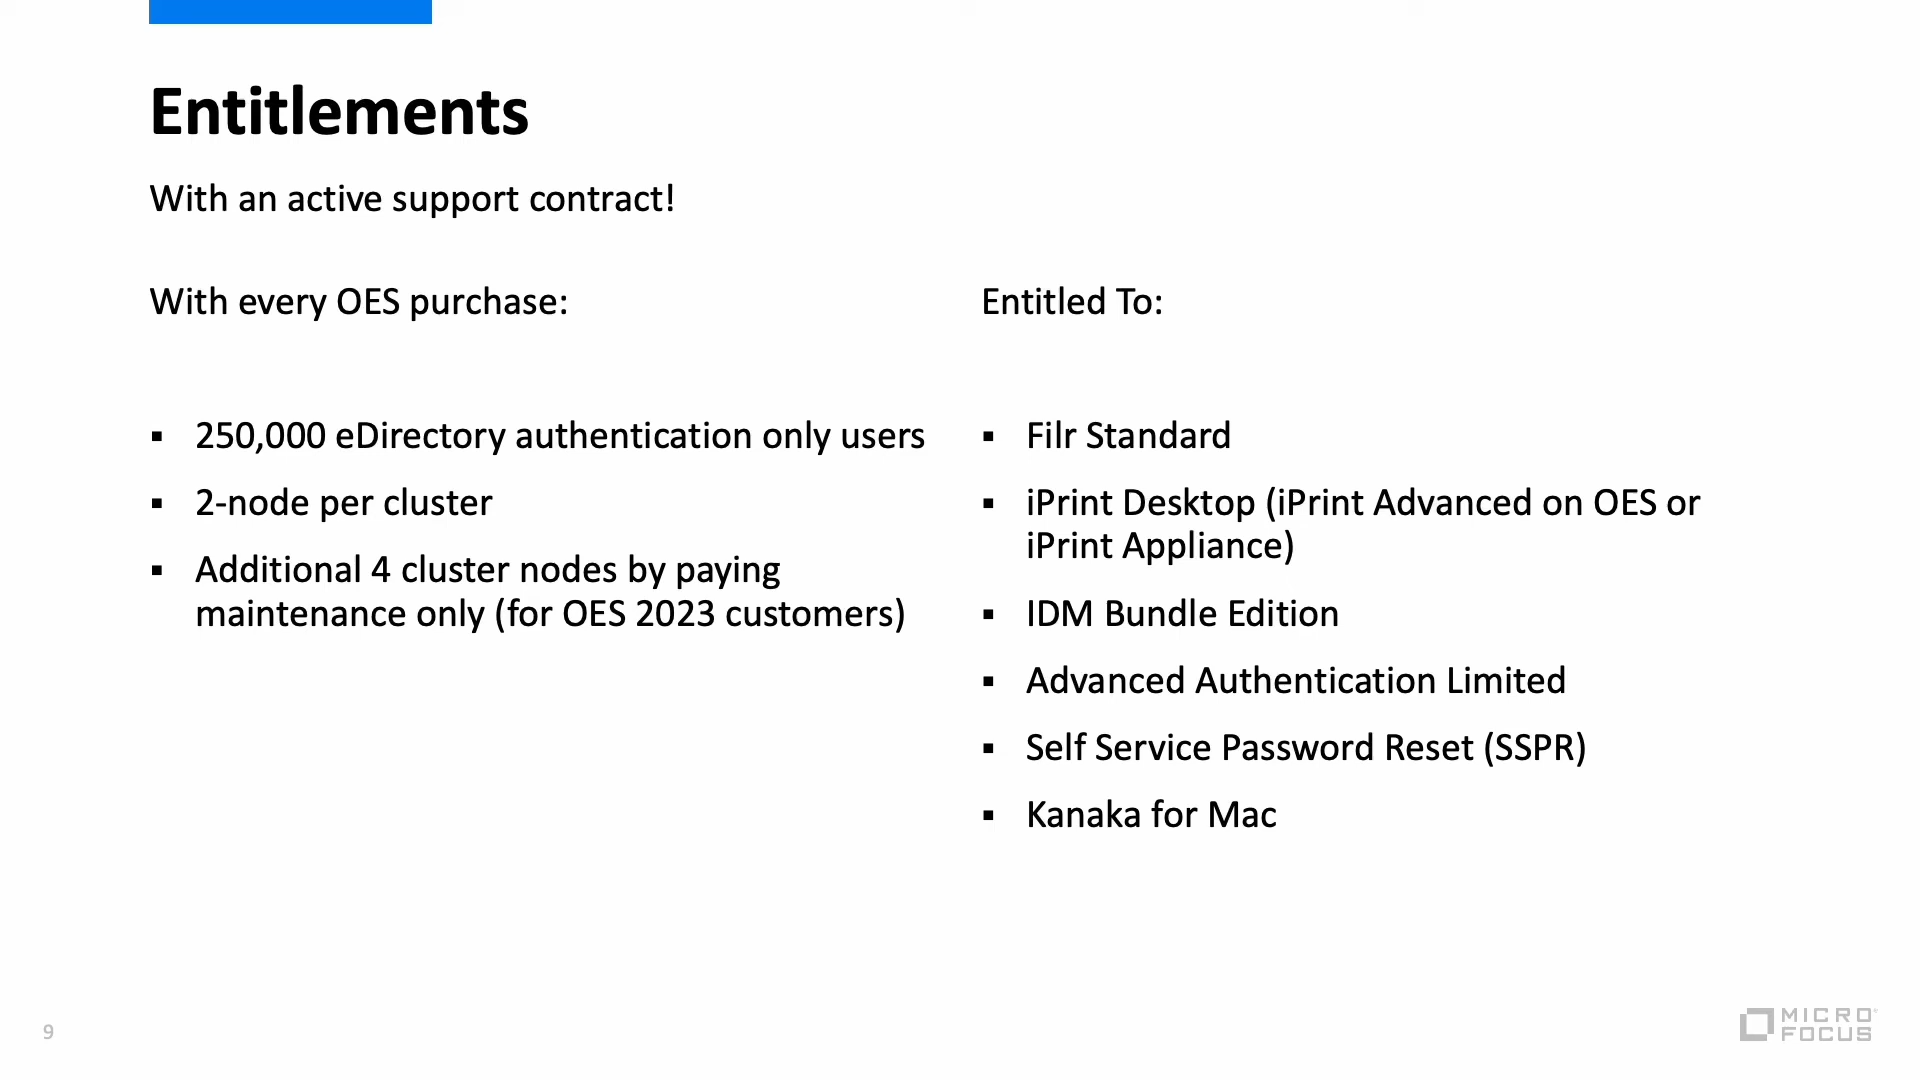 Entitlements
With an active support contract!
With every OES purchase:
▪ 250,000 eDirectory authentication only users
▪ 2-node per cluster
▪ Additional 4 cluster nodes by paying
maintenance only (for OES 2023 customers)
Entitled To:
▪ Filr Standard
▪ iPrint Desktop (iPrint Advanced on OES or
iPrint Appliance)
▪ IDM Bundle Edition
▪ Advanced Authentication Limited
▪ Self Service Password Reset (SSPR)
▪ Kanaka for Mac
9
MICRO
FOCUS